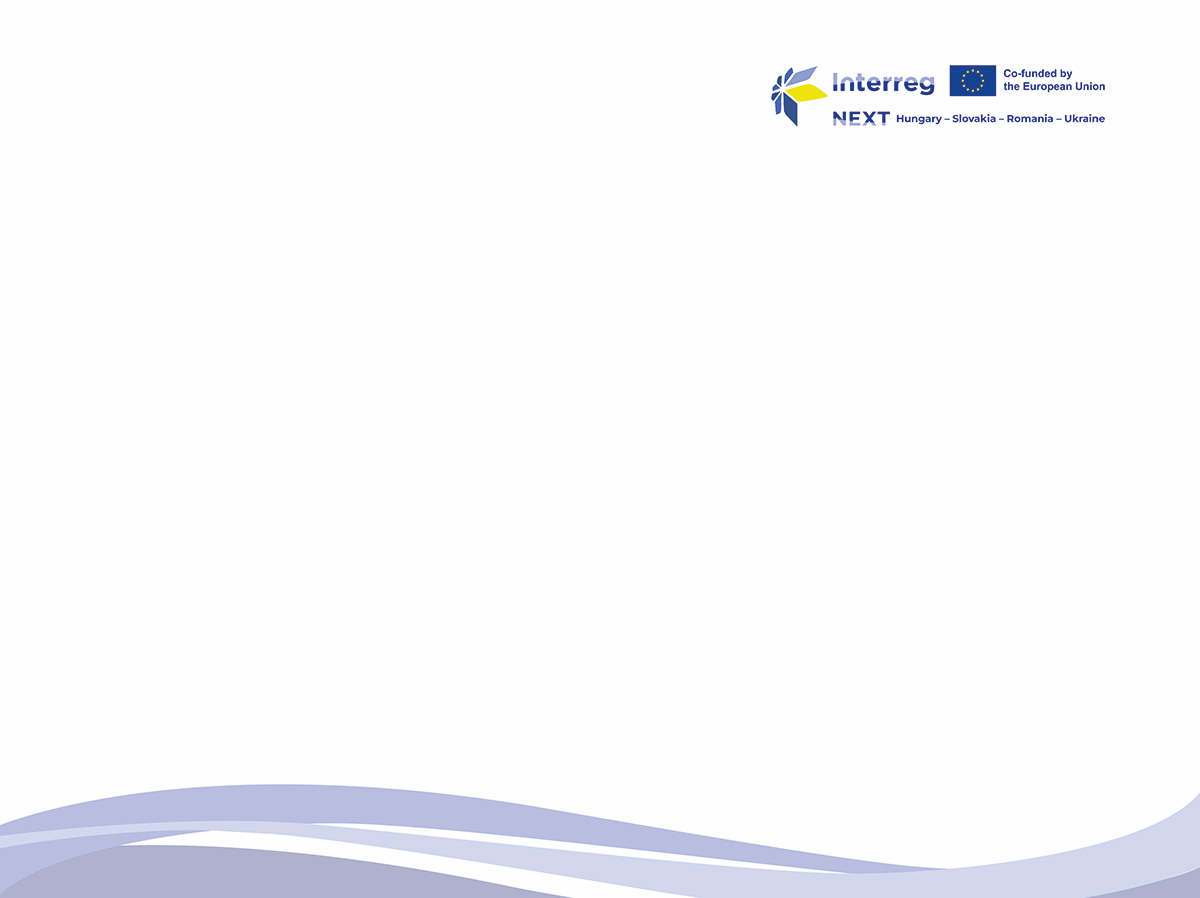 Interreg
Co-funded by
the European Union
NEXT Hungary – Slovakia – Romania – Ukraine